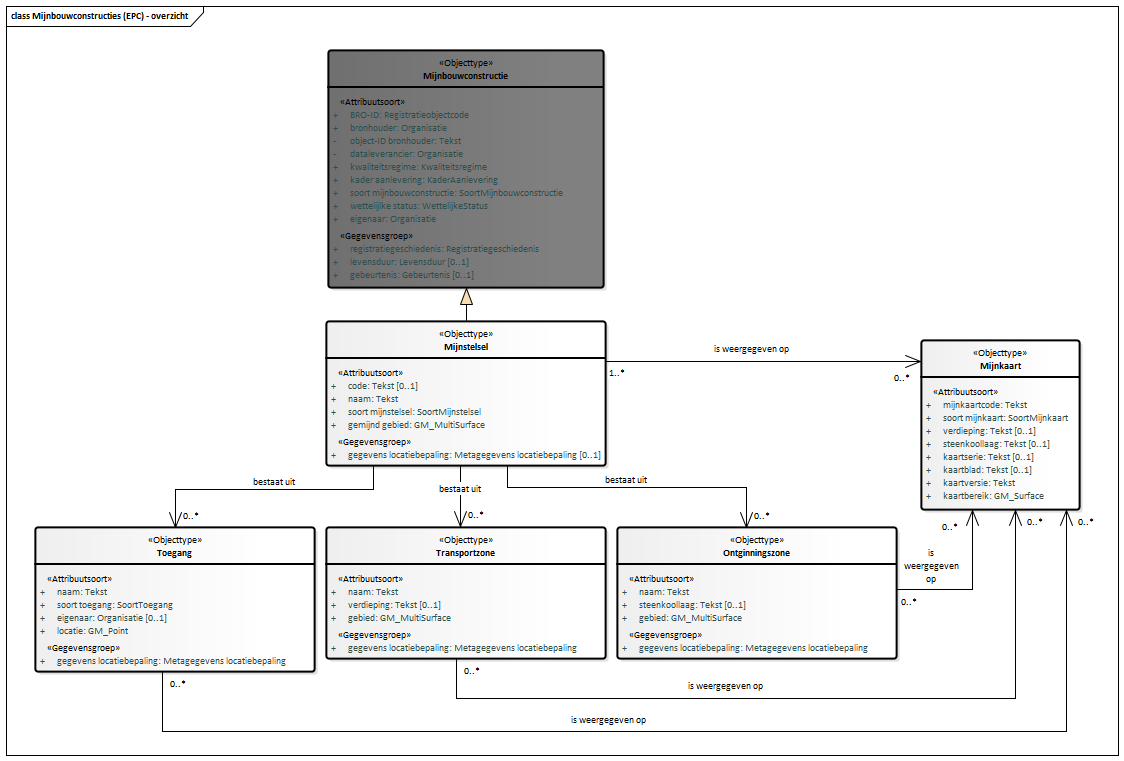 class Mijnbouwconstructies (EPC) - overzicht
«Objecttype»
Mijnbouwconstructie
«Attribuutsoort»
+ BRO-ID: Registratieobjectcode
+ bronhouder: Organisatie
- object-ID bronhouder: Tekst
- dataleverancier: Organisatie
+ kwaliteitsregime: Kwaliteitsregime
+ kader aanlevering: KaderAanlevering
+ soort mijnbouwconstructie: SoortMijnbouwconstructie
+ wettelijke status: WettelijkeStatus
+ eigenaar: Organisatie
«Gegevensgroep»
+ registratiegeschiedenis: Registratiegeschiedenis
+ levensduur: Levensduur [0..1]
+ gebeurtenis: Gebeurtenis [0..1]
«Objecttype»
Mijnstelsel
«Attribuutsoort»
+ code: Tekst [0..1]
+ naam: Tekst
+ soort mijnstelsel: SoortMijnstelsel
+ gemijnd gebied: GM_MultiSurface
«Gegevensgroep»
+ gegevens locatiebepaling: Metagegevens locatiebepaling [0..1]
is weergegeven op
1..*
0..*
«Objecttype»
Mijnkaart
«Attribuutsoort»
+ mijnkaartcode: Tekst
+ soort mijnkaart: SoortMijnkaart
+ verdieping: Tekst [0..1]
+ steenkoollaag: Tekst [0..1]
+ kaartserie: Tekst [0..1]
+ kaartblad: Tekst [0..1]
+ kaartversie: Tekst
+ kaartbereik: GM_Surface
bestaat uit
0..*
bestaat uit
0..*
bestaat uit
0..*
«Objecttype»
Toegang
«Attribuutsoort»
+ naam: Tekst
+ soort toegang: SoortToegang
+ eigenaar: Organisatie [0..1]
+ locatie: GM_Point
«Gegevensgroep»
+ gegevens locatiebepaling: Metagegevens locatiebepaling
«Objecttype»
Transportzone
«Attribuutsoort»
+ naam: Tekst
+ verdieping: Tekst [0..1]
+ gebied: GM_MultiSurface
«Gegevensgroep»
+ gegevens locatiebepaling: Metagegevens locatiebepaling
«Objecttype»
Ontginningszone
«Attribuutsoort»
+ naam: Tekst
+ steenkoollaag: Tekst [0..1]
+ gebied: GM_MultiSurface
«Gegevensgroep»
+ gegevens locatiebepaling: Metagegevens locatiebepaling
0..*
0..*
0..*
is
weergegeven
op
0..*
0..*
is weergegeven op
0..*
is weergegeven op